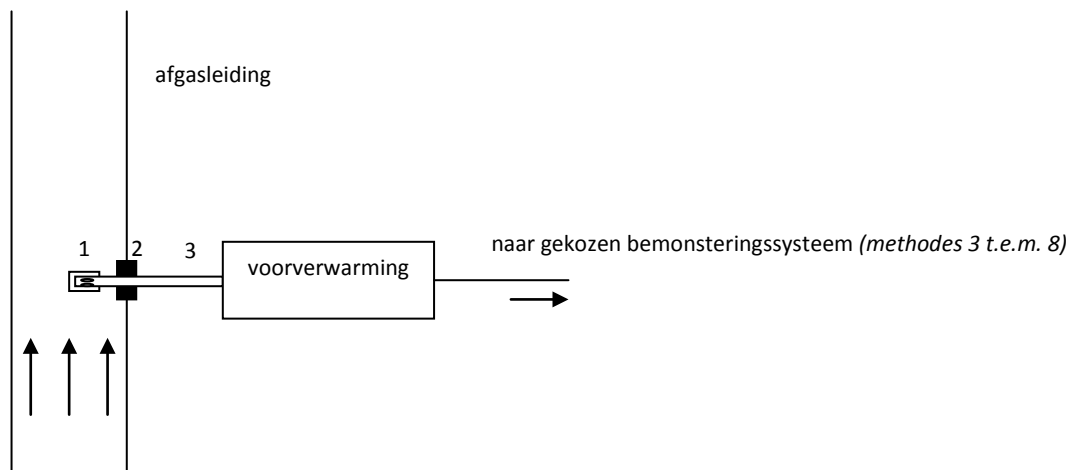 afgasleiding
1 2 3
naar gekozen bemonsteringssysteem (methodes 3 t.e.m. 8)
voorverwarming